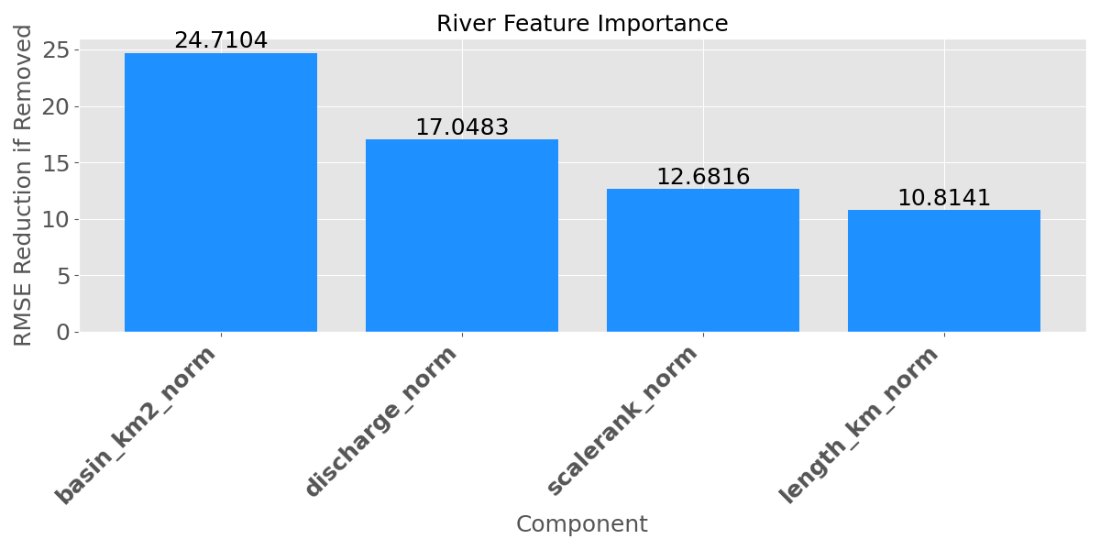 River Feature Importance
RMSE Reduction if Removed
25
20
15
10
5
0
24.7104
17.0483
12.6816
10.8141
basin_km2_norm
discharge_norm
scalerank_norm
length_km_norm
Component